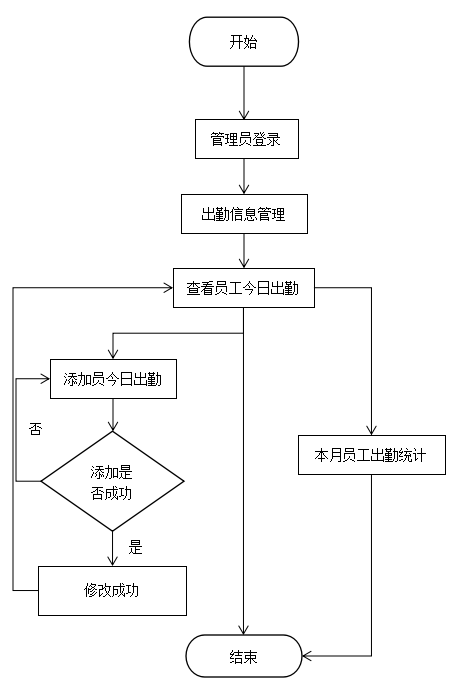 开始
管理员登录
出勤信息管理
查看员工今日出勤
添加员今日出勤
否
本月员工出勤统计
添加是
否成功
是
修改成功
结束